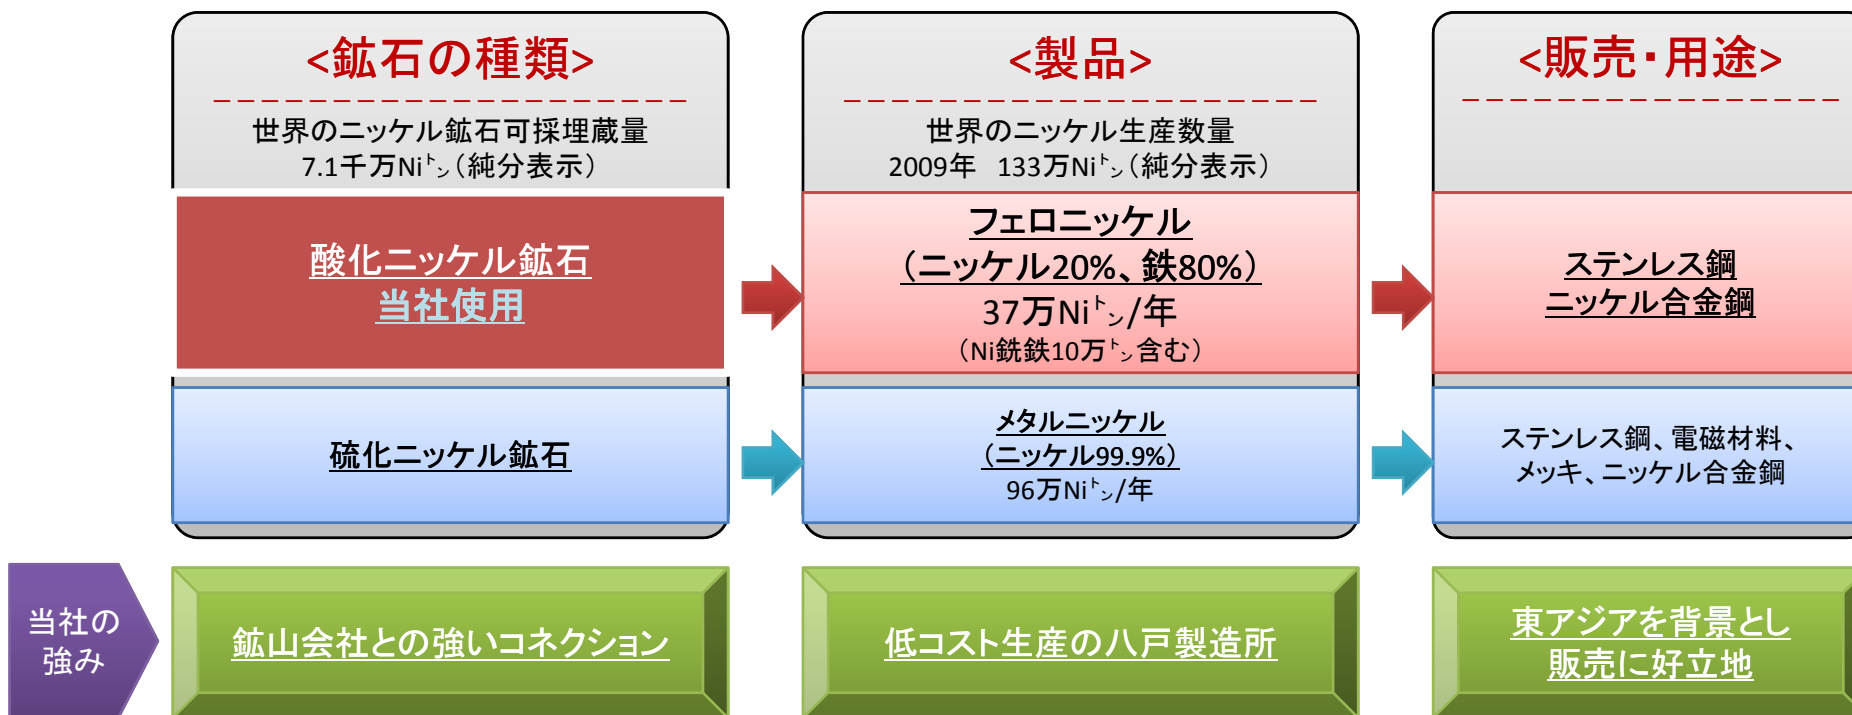 <鉱石の種類>
世界のニッケル鉱石可採埋蔵量
7.1千万Niトン（純分表示）
酸化ニッケル鉱石
当社使用
硫化ニッケル鉱石
<製品>
世界のニッケル生産数量
2009年 133万Niトン（純分表示）
フェロニッケル
（ニッケル20%、鉄80%）
37万Niトン/年
（Ni銑鉄10万トン含む）
メタルニッケル
（ニッケル99.9%）
96万Niトン/年
<販売・用途>
ステンレス鋼
ニッケル合金鋼
ステンレス鋼、電磁材料、
メッキ、ニッケル合金鋼
当社の
強み
鉱山会社との強いコネクション
低コスト生産の八戸製造所
東アジアを背景とし
販売に好立地